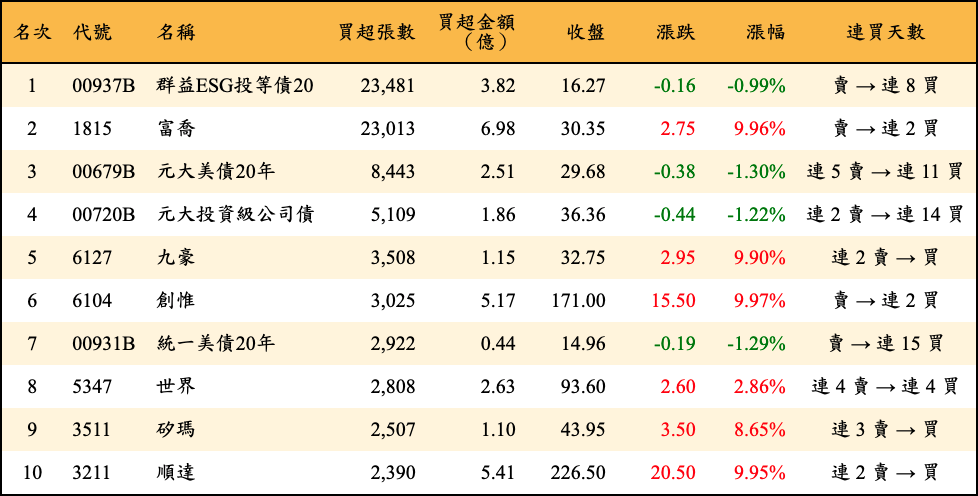 名次 代號 名稱 買超張數 買超金額（億） 收盤 漲跌 漲幅 連買天數
1 00937B 群益ESG投等債20 23,481 3.82 16.27 -0.16 -0.99% 賣 → 連 8 買
2 1815 富喬 23,013 6.98 30.35 2.75 9.96% 賣 → 連 2 買
3 00679B 元大美債20年 8,443 2.51 29.68 -0.38 -1.30% 連 5 賣 → 連 11 買
4 00720B 元大投資級公司債 5,109 1.86 36.36 -0.44 -1.22% 連 2 賣 → 連 14 買
5 6127 九豪 3,508 1.15 32.75 2.95 9.90% 連 2 賣 → 買
6 6104 創惟 3,025 5.17 171.00 15.50 9.97% 賣 → 連 2 買
7 00931B 統一美債20年 2,922 0.44 14.96 -0.19 -1.29% 賣 → 連 15 買
8 5347 世界 2,808 2.63 93.60 2.60 2.86% 連 4 賣 → 連 4 買
9 3511 矽瑪 2,507 1.10 43.95 3.50 8.65% 連 3 賣 → 買
10 3211 順達 2,390 5.41 226.50 20.50 9.95% 連 2 賣 → 買